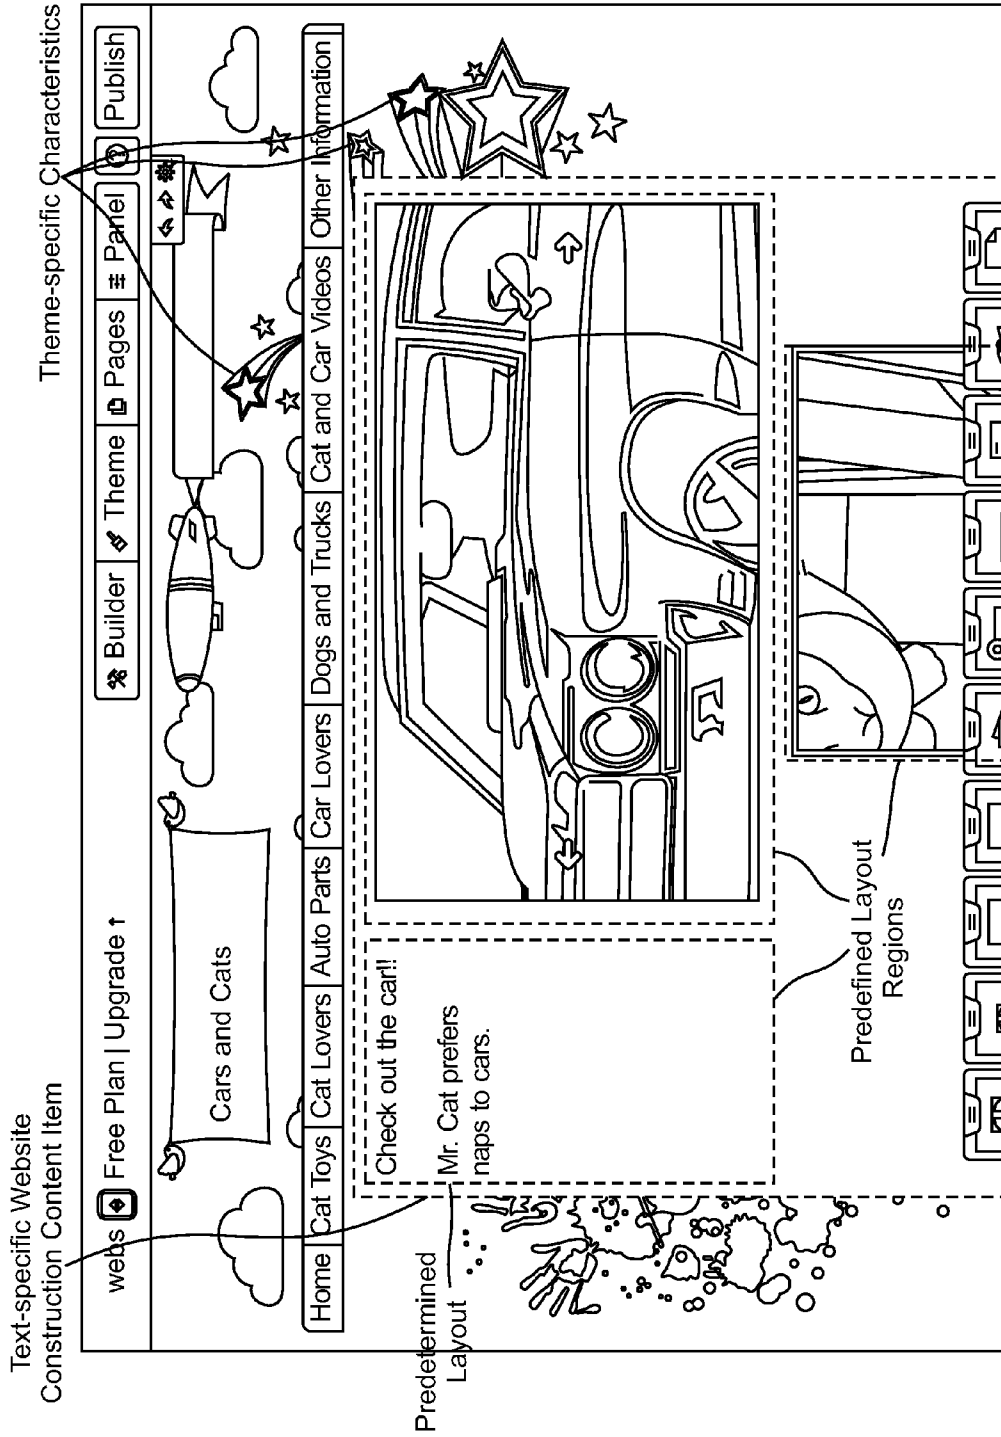 Text-specific Website
Construction Content Item
Theme-specific Characteristics
webs Free Plan | Upgrade ↑
Builder Theme Pages Panel ? Publish
Cars and Cats
Home Cat Toys Cat Lovers Auto Parts Car Lovers Dogs and Trucks Cat and Car Videos Other Information
Check out the car!!
Mr. Cat prefers
naps to cars.
Predetermined
Layout
Predefined Layout
Regions